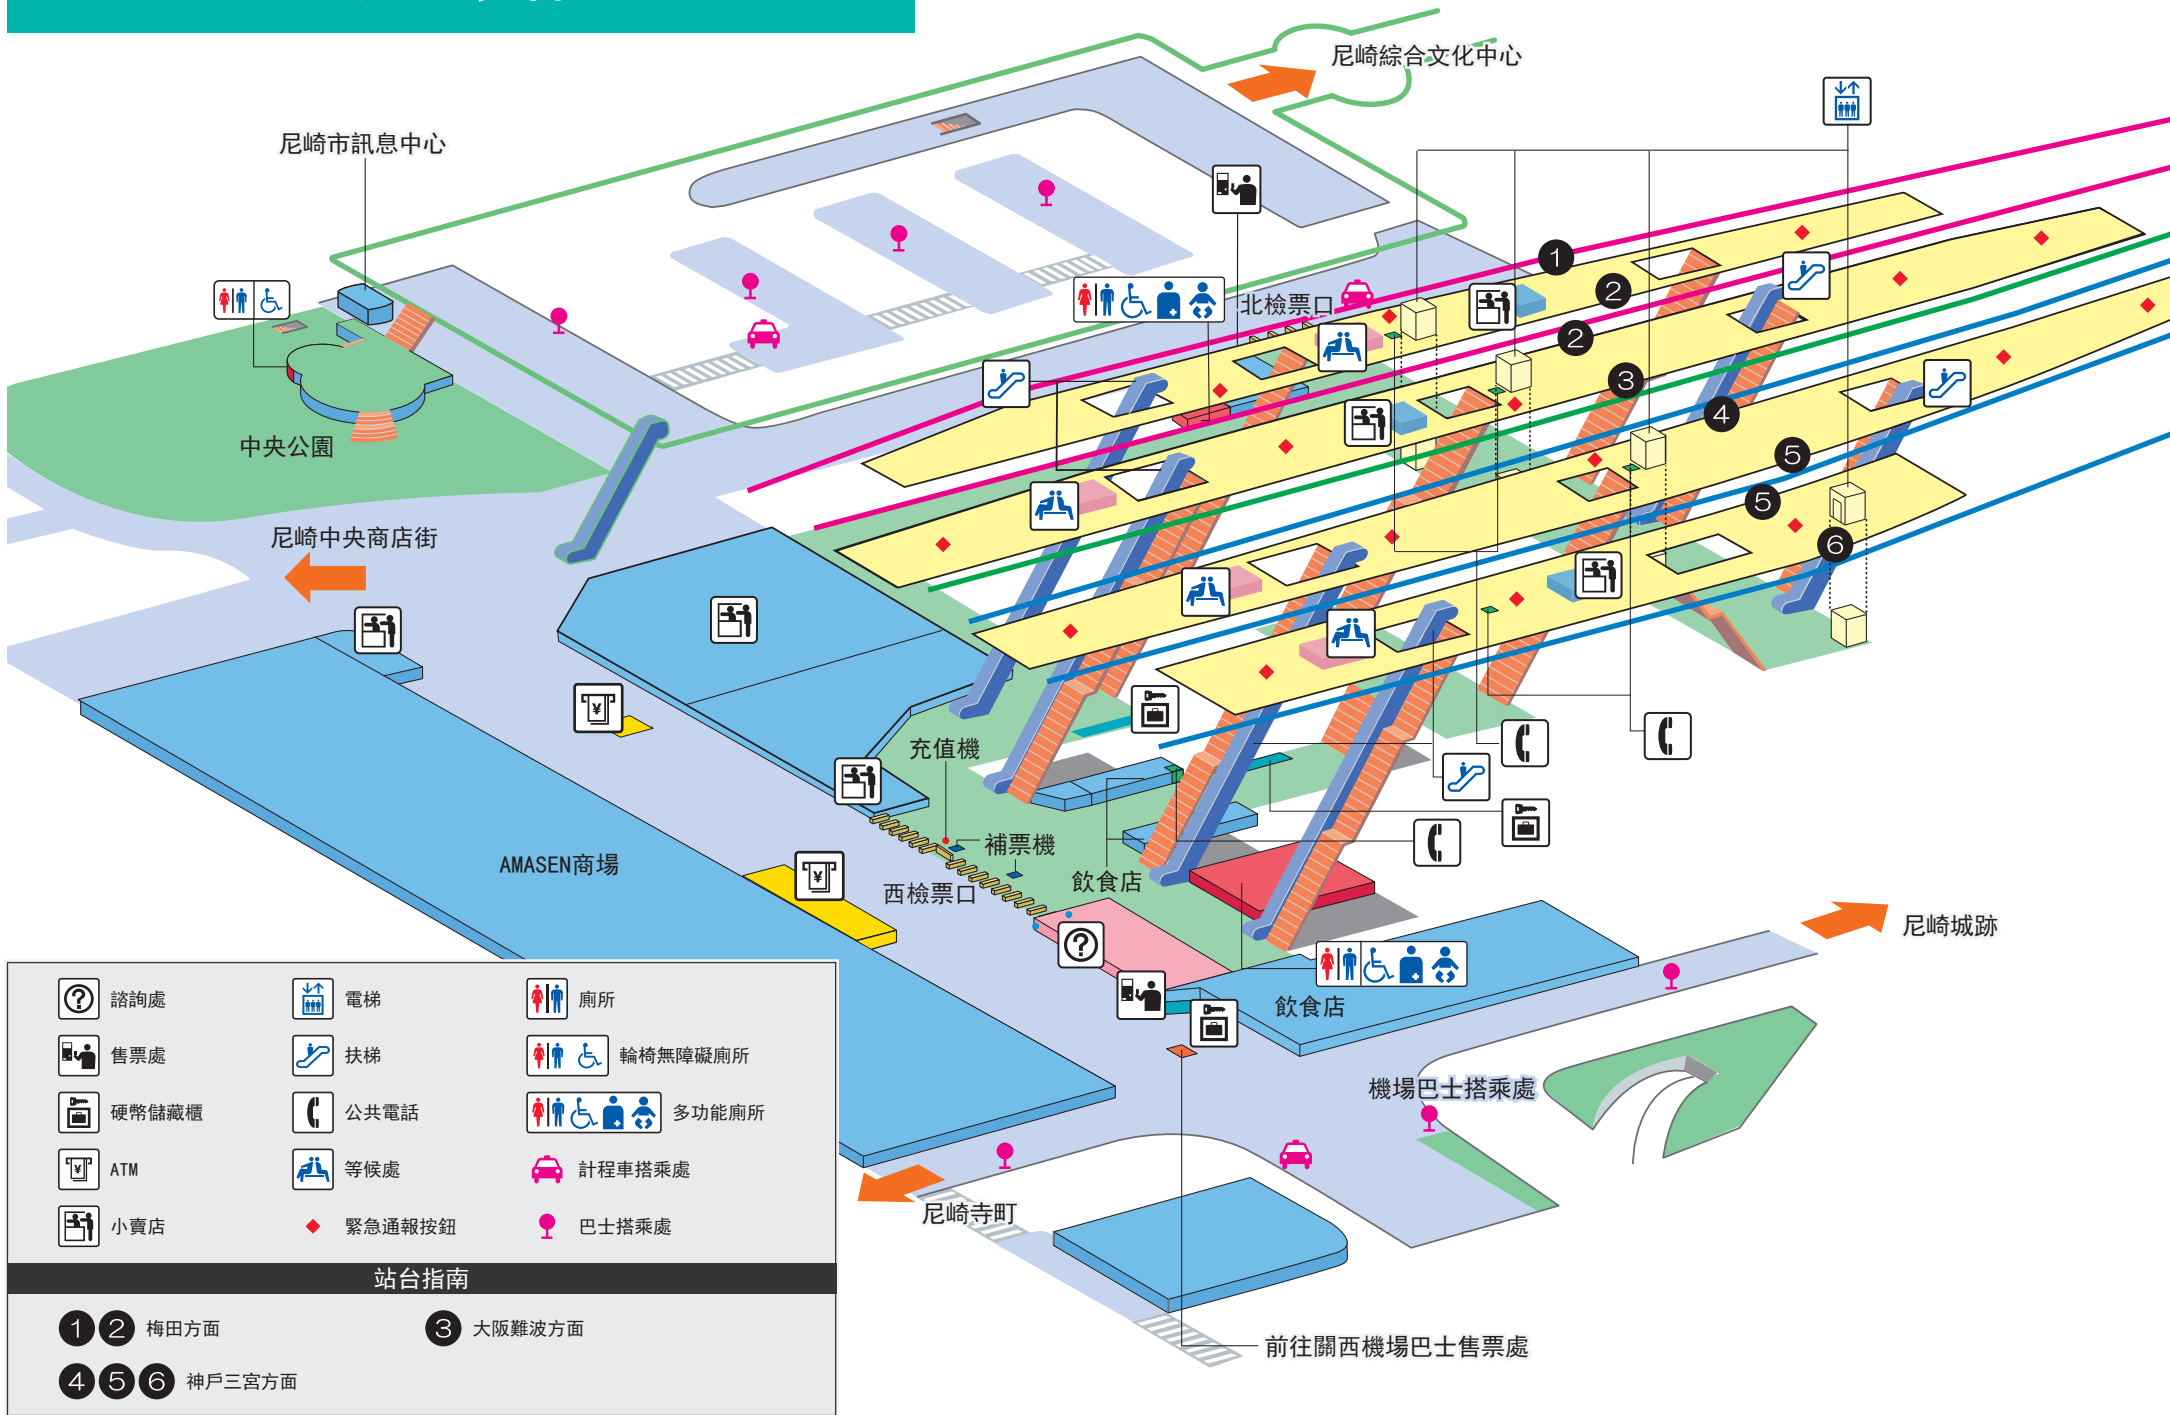 尼崎綜合文化中心
尼崎市訊息中心
北檢票口
中央公園
尼崎中央商店街
充值機
補票機
AMASEN商場
西檢票口
飲食店
尼崎城跡
飲食店
機場巴士搭乘處
尼崎寺町
前往關西機場巴士售票處
1
2
2
3
4
5
5
6
諮詢處
電梯
廁所
售票處
扶梯
輪椅無障礙廁所
硬幣儲藏櫃
公共電話
多功能廁所
ATM
等候處
計程車搭乘處
小賣店
緊急通報按鈕
巴士搭乘處
站台指南
1 2 梅田方面
3 大阪難波方面
4 5 6 神戶三宮方面